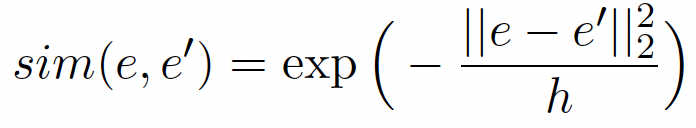 sim(e, e′) = exp ( − ||e − e′||₂² / h )